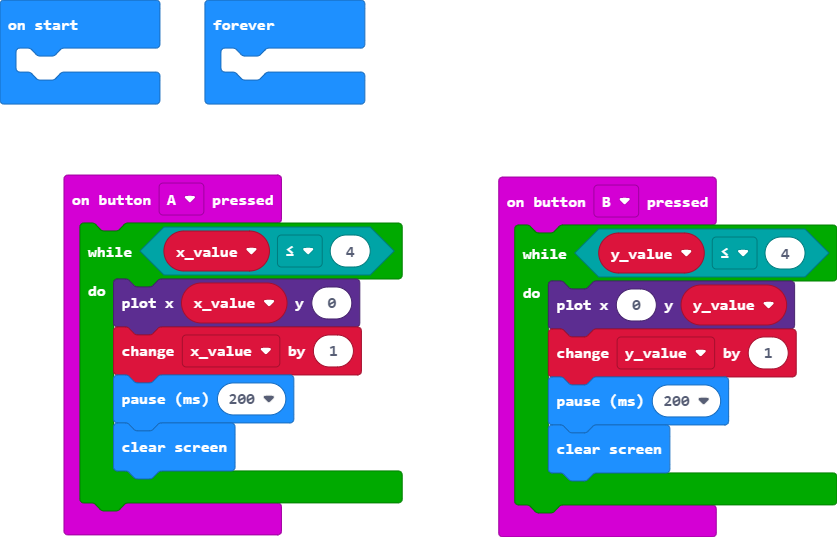 on start
forever
on button A ▼ pressed
while x_value ▼ ≤ ▼ 4
do
plot x x_value ▼ y 0
change x_value ▼ by 1
pause (ms) 200 ▼
clear screen
on button B ▼ pressed
while y_value ▼ ≤ ▼ 4
do
plot x 0 y y_value ▼
change y_value ▼ by 1
pause (ms) 200 ▼
clear screen